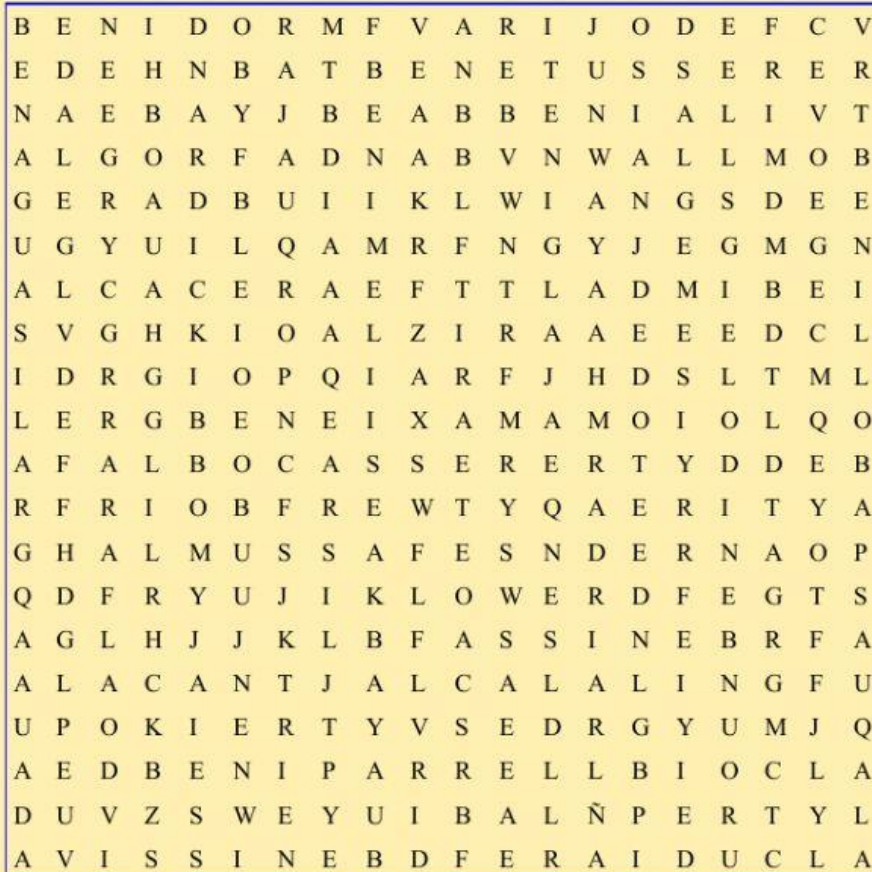 B E N I D O R M F V A R I J O D E F C V
E D E H N B A T B E N E T U S S E R E R
N A E B A Y J B E A B B E N I A L I V T
A L G O R F A D N A B V N W A L L M O B
G E R A D B U I I K L W I A N G S D E E
U G Y U I L Q A M R F N G Y J E G M G N
A L C A C E R A E F T T L A D M I B E I
S V G H K I O A L Z I R A A E E E D C L
I D R G I O P Q I A R F J H D S L T M L
L E R G B E N E I X A M A M O I O L Q O
A F A L B O C A S S E R E R T Y D D E B
R F R I O B F R E W T Y Q A E R I T Y A
G H A L M U S S A F E S N D E R N A O P
Q D F R Y U J I K L O W E R D F E G T S
A G L H J J K L B F A S S I N E B R F A
A L A C A N T J A L C A L A L I N G F U
U P O K I E R T Y V S E D R G Y U M J Q
A E D B E N I P A R R E L L B I O C L A
D U V Z S W E Y U I B A L Ñ P E R T Y L
A V I S S I N E B D F E R A I D U C L A